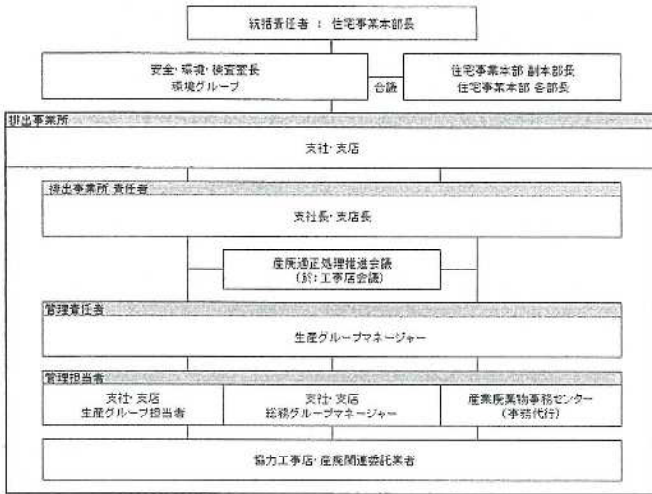 統括責任者 : 住宅事業本部長
安全・環境・検査室長
環境グループ
合議
住宅事業本部 副本部長
住宅事業本部 各部長
排出事業所
支社・支店
排出事業所 責任者
支社長・支店長
産廃適正処理推進会議
(於:工事店会議)
管理責任者
生産グループマネージャー
管理担当者
支社・支店
生産グループ担当者
支社・支店
総務グループマネージャー
産業廃棄物事務センター
(事務代行)
協力工事店・産廃関連委託業者